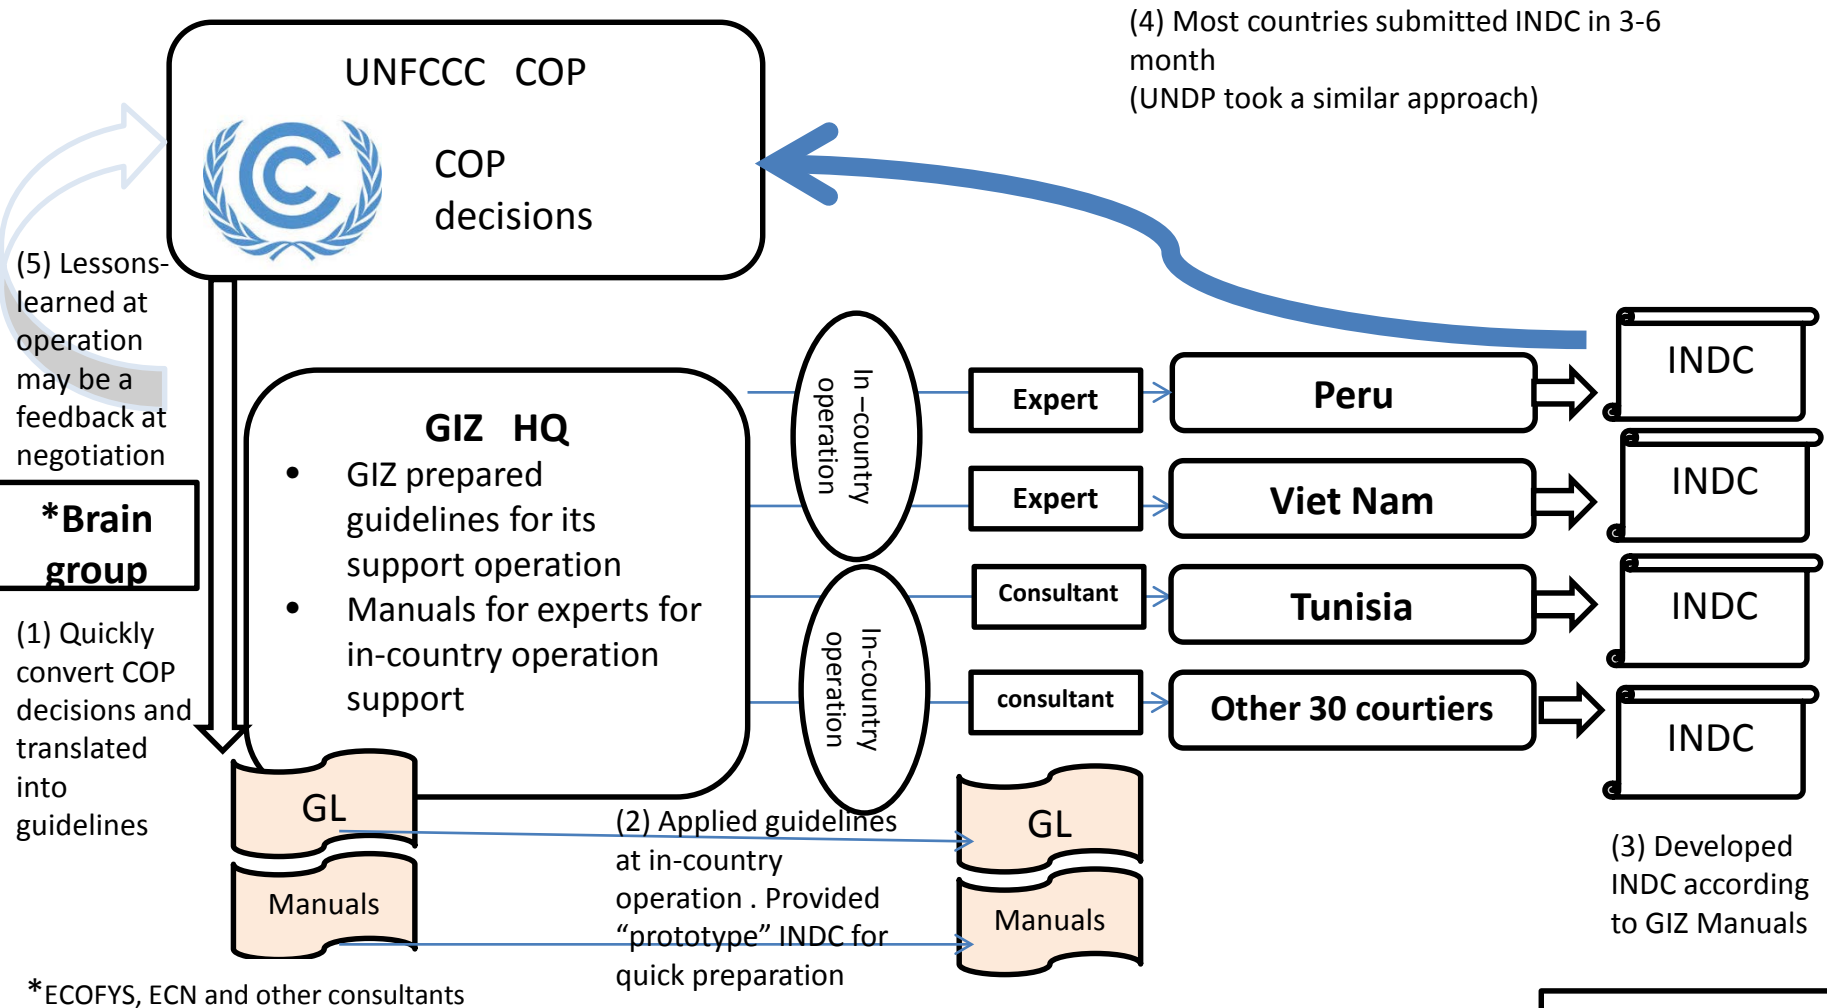 (4) Most countries submitted INDC in 3-6
month
(UNDP took a similar approach)
UNFCCC COP
COP
decisions
(5) Lessons-
learned at
operation
may be a
feedback at
negotiation
*Brain
group
(1) Quickly
convert COP
decisions and
translated
into
guidelines
GIZ HQ
• GIZ prepared
guidelines for its
support operation
• Manuals for experts for
in-country operation
support
In –country
operation
In-country
operation
Expert
Peru
INDC
Expert
Viet Nam
INDC
Consultant
Tunisia
INDC
consultant
Other 30 courtiers
INDC
GL
Manuals
(2) Applied guidelines
at in-country
operation . Provided
“prototype” INDC for
quick preparation
GL
Manuals
(3) Developed
INDC according
to GIZ Manuals
*ECOFYS, ECN and other consultants